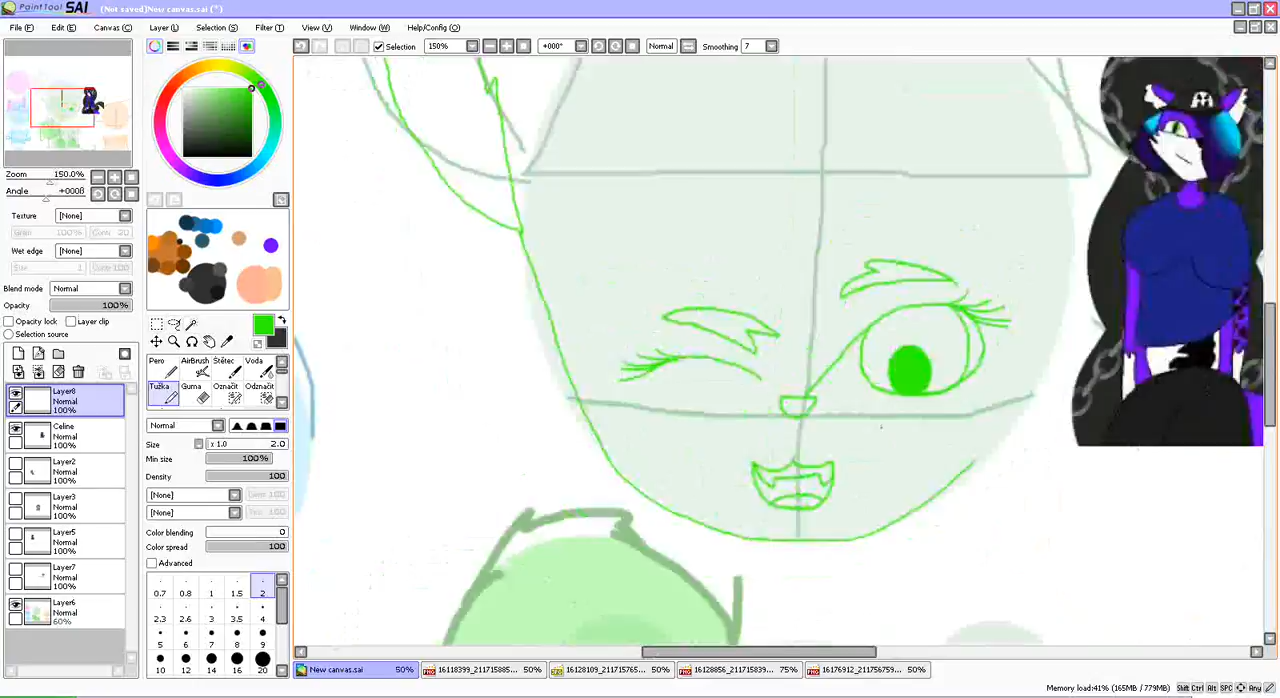 PaintTool SAI (Not saved)New canvas.sai (*)
File (F) Edit (E) Canvas (C) Layer (L) Selection (S) Filter (T) View (V) Window (W) Help/Config (O)
Selection 150% +000° Normal Smoothing 7
Zoom 150.0%
Angle
Texture [None]
Wet edge [None]
Blend mode Normal
Opacity 100%
Opacity lock Layer clip
Selection source
Layer8
Normal
100%
Celine
Normal
100%
Layer2
Normal
100%
Layer3
Normal
100%
Layer5
Normal
100%
Layer7
Normal
100%
Layer6
Normal
60%
Pero AirBrush Štětec Voda
Tužka Guma Označit Odznačit
Normal
Size x 1.0 2.0
Min size 100%
Density 100
[None]
[None]
Color blending 0
Color spread 100
Advanced
0.7 0.8 1 1.5 2
2.3 2.6 3 3.5 4
5 6 7 8 9
10 12 14 16 20
New canvas.sai 50% 16118399_211715885... 50% 16128109_211715765... 50% 16128856_211715839... 75% 16176912_211756759... 50%
Memory load:41% (165MB / 779MB) Shift Ctrl Alt SPC Any